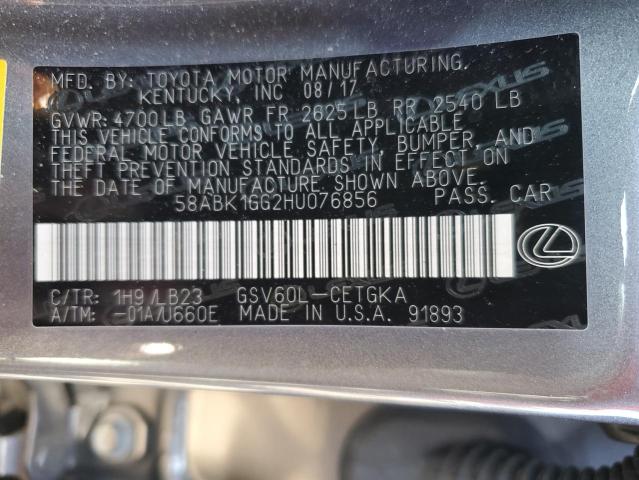 MFD. BY: TOYOTA MOTOR MANUFACTURING,
KENTUCKY, INC 08/17
GVWR: 4700LB, GAWR FR 2625LB, RR 2540 LB
THIS VEHICLE CONFORMS TO ALL APPLICABLE
FEDERAL MOTOR VEHICLE SAFETY, BUMPER, AND
THEFT PREVENTION STANDARDS IN EFFECT ON
THE DATE OF MANUFACTURE SHOWN ABOVE.
58ABK1GG2HU076856 PASS. CAR
C/TR: 1H9/LB23 GSV60L-CETGKA
A/TM: -01A/U660E MADE IN U.S.A. 91893